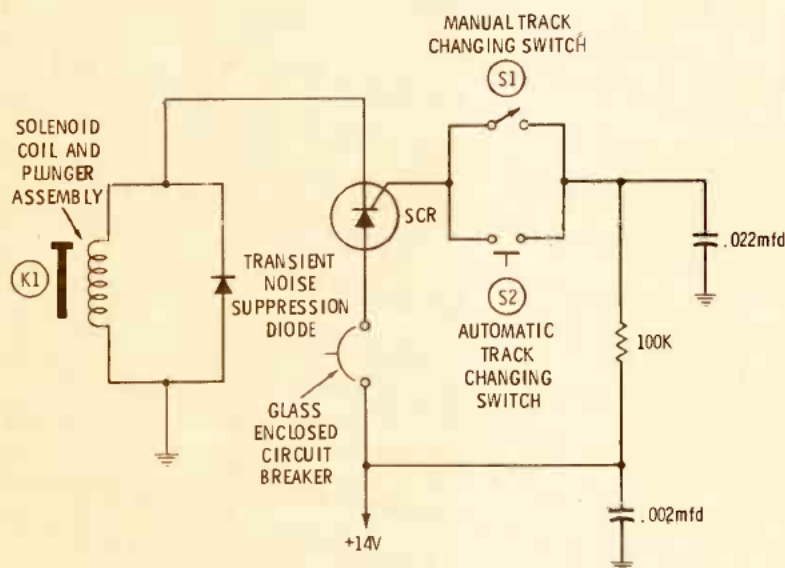 MANUAL TRACK
CHANGING SWITCH
S1
SOLENOID
COIL AND
PLUNGER
ASSEMBLY
SCR
.022mfd
K1
TRANSIENT
NOISE
SUPPRESSION
DIODE
S2
AUTOMATIC
TRACK
CHANGING
SWITCH
100K
GLASS
ENCLOSED
CIRCUIT
BREAKER
.002mfd
+14V